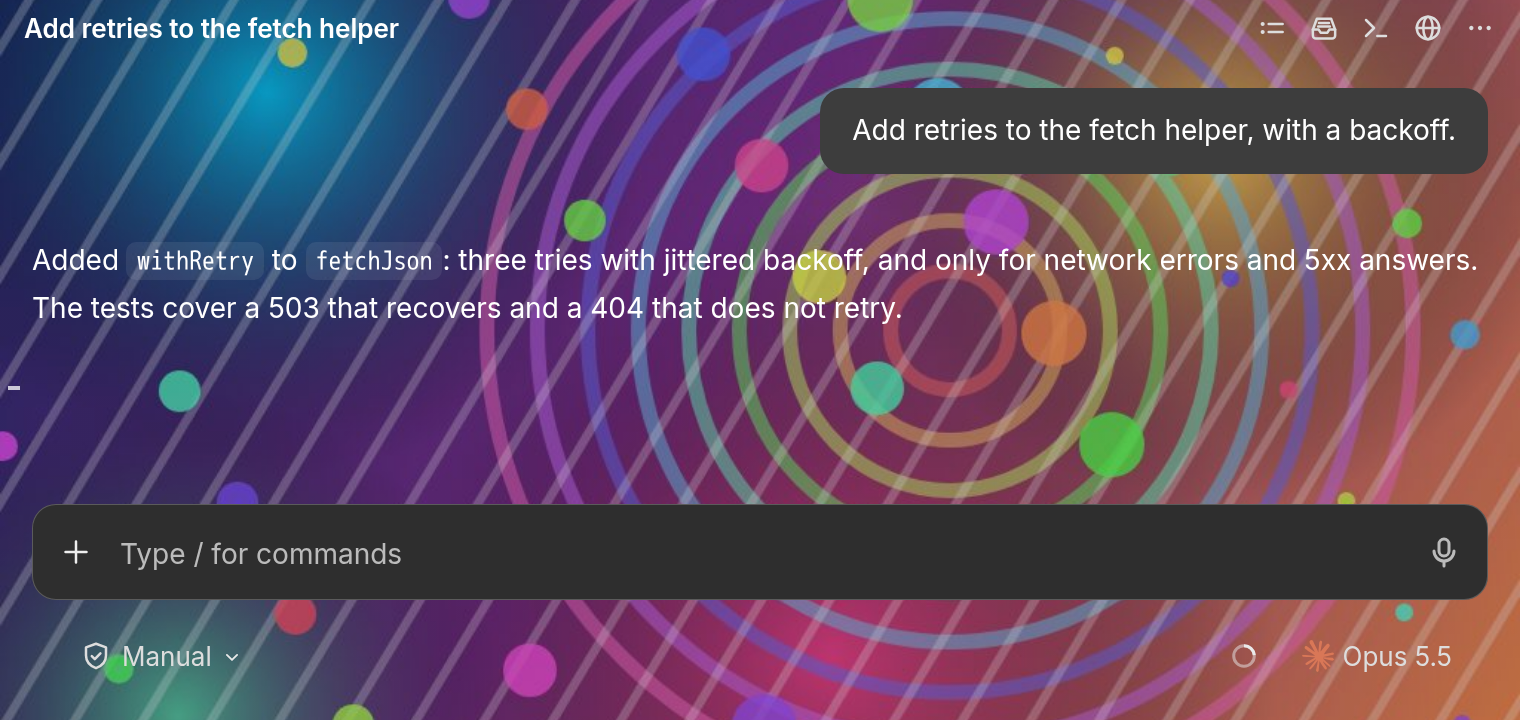 Add retries to the fetch helper
Add retries to the fetch helper, with a backoff.
Added withRetry to fetchJson : three tries with jittered backoff, and only for network errors and 5xx answers.
The tests cover a 503 that recovers and a 404 that does not retry.
Type / for commands
Manual
Opus 5.5